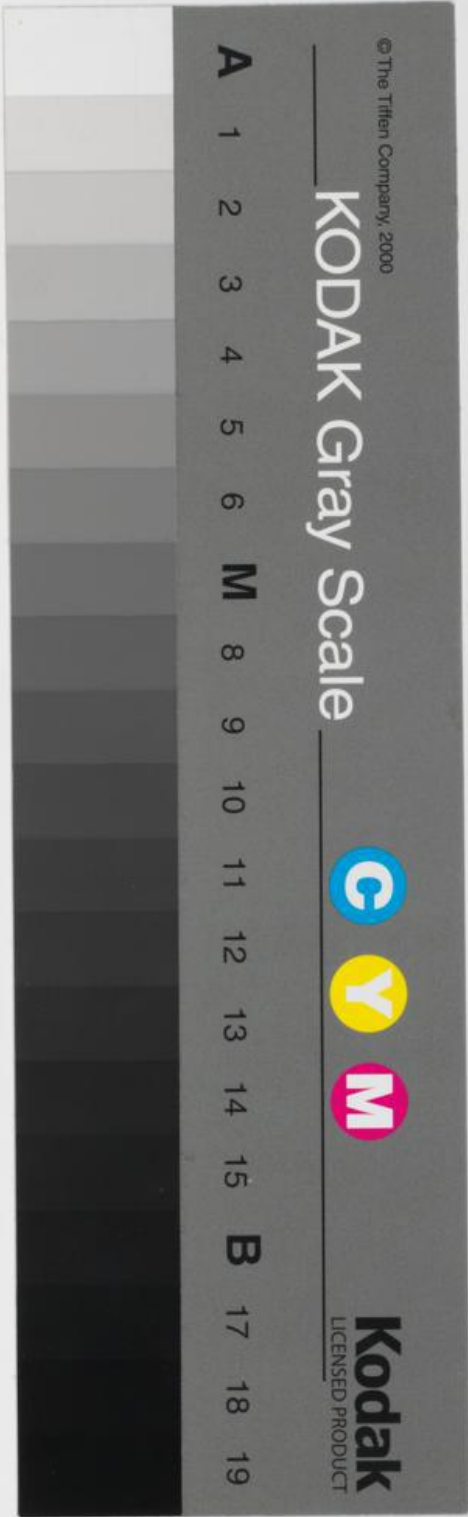 © The Tiffen Company, 2000
KODAK Gray Scale
C Y M
Kodak
LICENSED PRODUCT
A 1 2 3 4 5 6 M 8 9 10 11 12 13 14 15 B 17 18 19